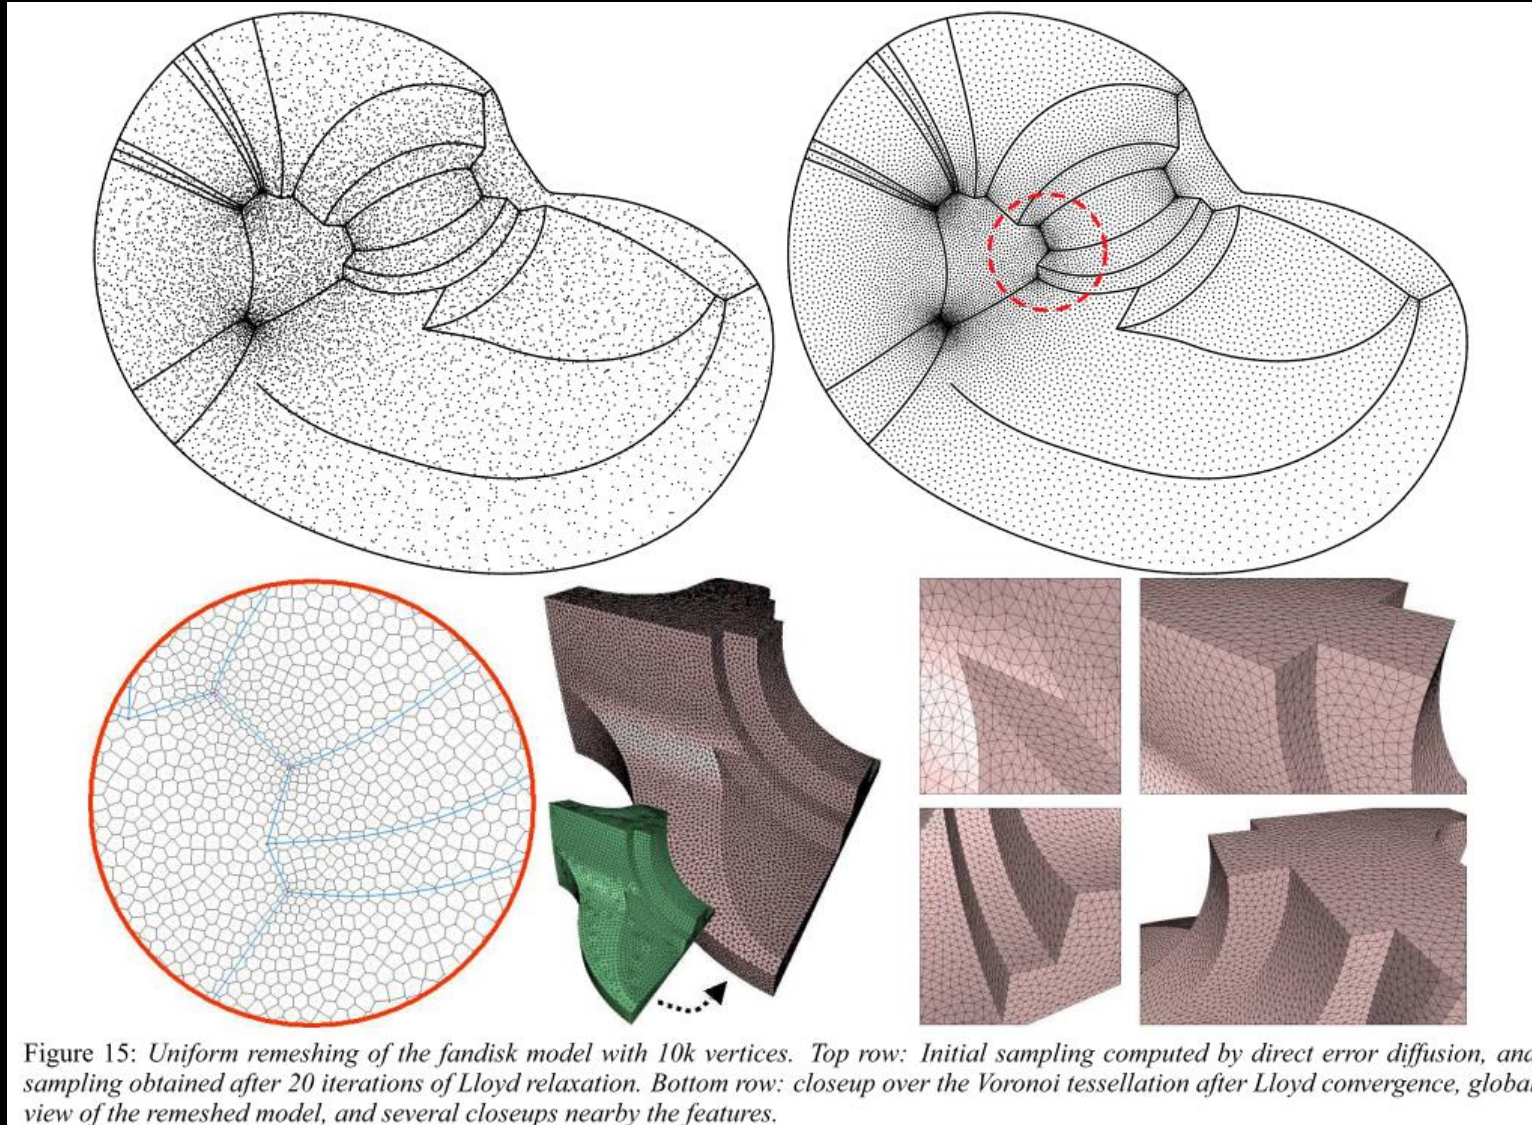 Figure 15: Uniform remeshing of the fandisk model with 10k vertices. Top row: Initial sampling computed by direct error diffusion, and
sampling obtained after 20 iterations of Lloyd relaxation. Bottom row: closeup over the Voronoi tessellation after Lloyd convergence, global
view of the remeshed model, and several closeups nearby the features.